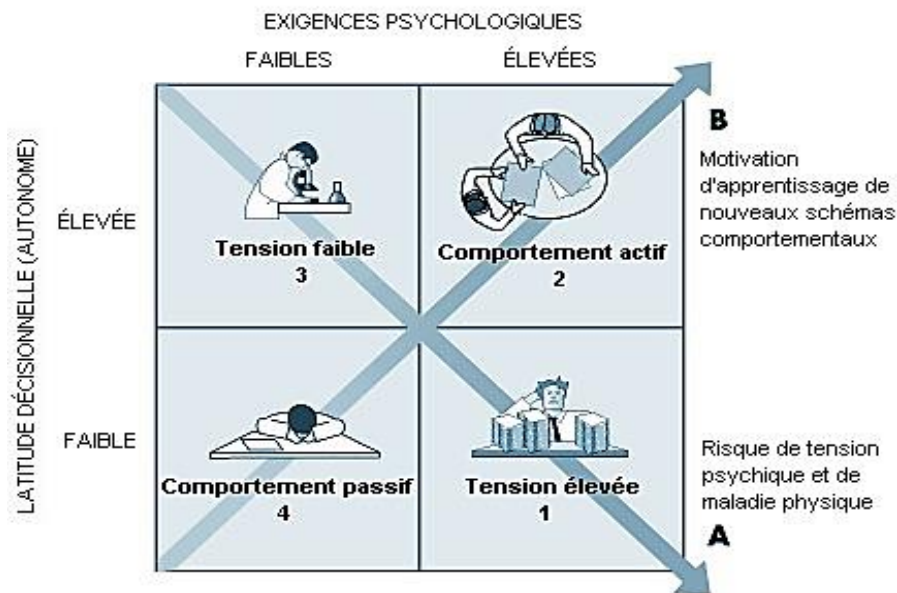 EXIGENCES PSYCHOLOGIQUES
FAIBLES
ÉLEVÉES
LATITUDE DÉCISIONNELLE (AUTONOME)
ÉLEVÉE
Tension faible
3
Comportement actif
2
B
Motivation
d'apprentissage de
nouveaux schémas
comportementaux
FAIBLE
Comportement passif
4
Tension élevée
1
Risque de tension
psychique et de
maladie physique
A